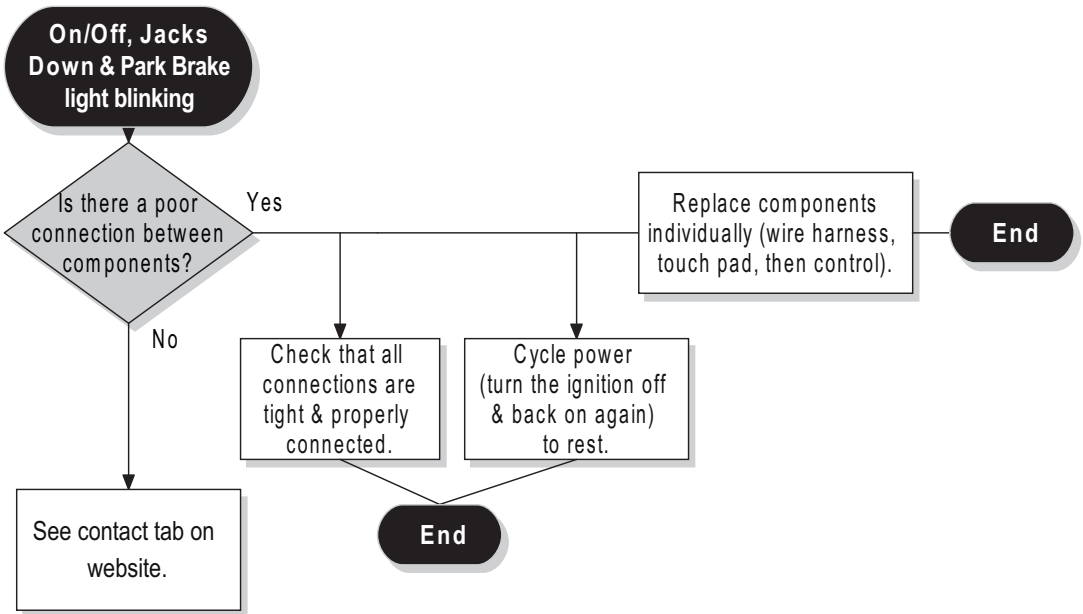 On/Off, Jacks
Down & Park Brake
light blinking
Is there a poor
connection between
components?
Yes
No
Replace components
individually (wire harness,
touch pad, then control).
End
Check that all
connections are
tight & properly
connected.
Cycle power
(turn the ignition off
& back on again)
to rest.
End
See contact tab on
website.